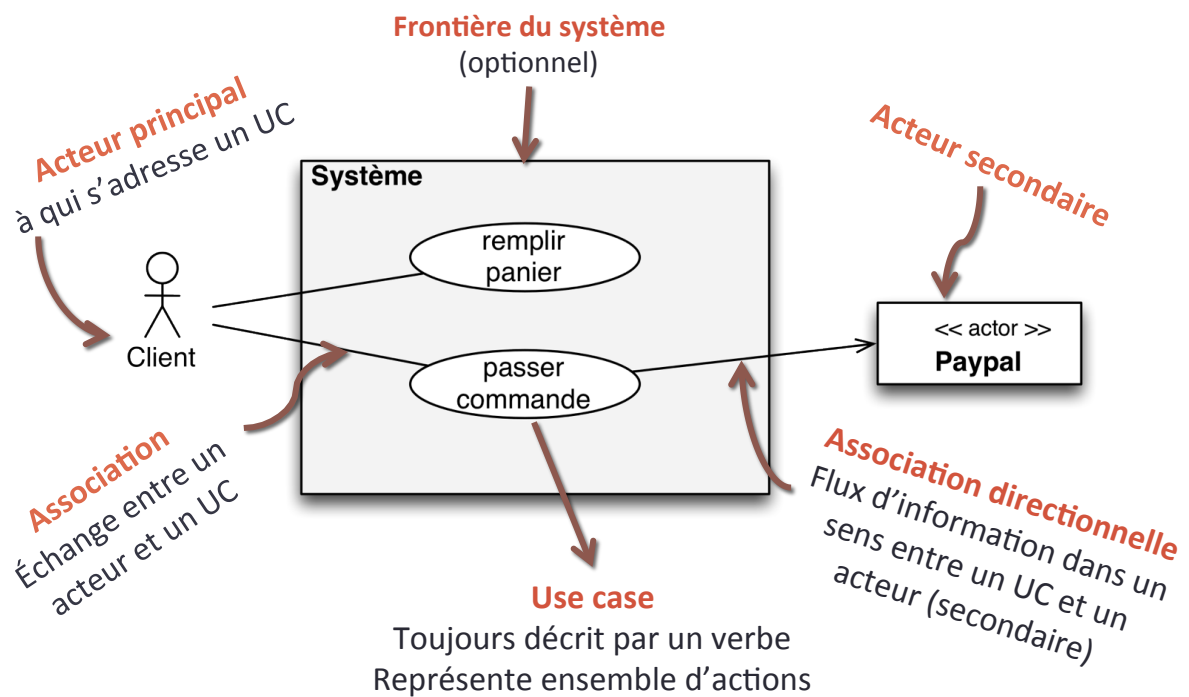 Frontière du système
(optionnel)
Acteur principal
à qui s’adresse un UC
Acteur secondaire
Système
remplir
panier
Client
passer
commande
<< actor >>
Paypal
Association
Échange entre un
acteur et un UC
Association directionnelle
Flux d’information dans un
sens entre un UC et un
acteur (secondaire)
Use case
Toujours décrit par un verbe
Représente ensemble d’actions